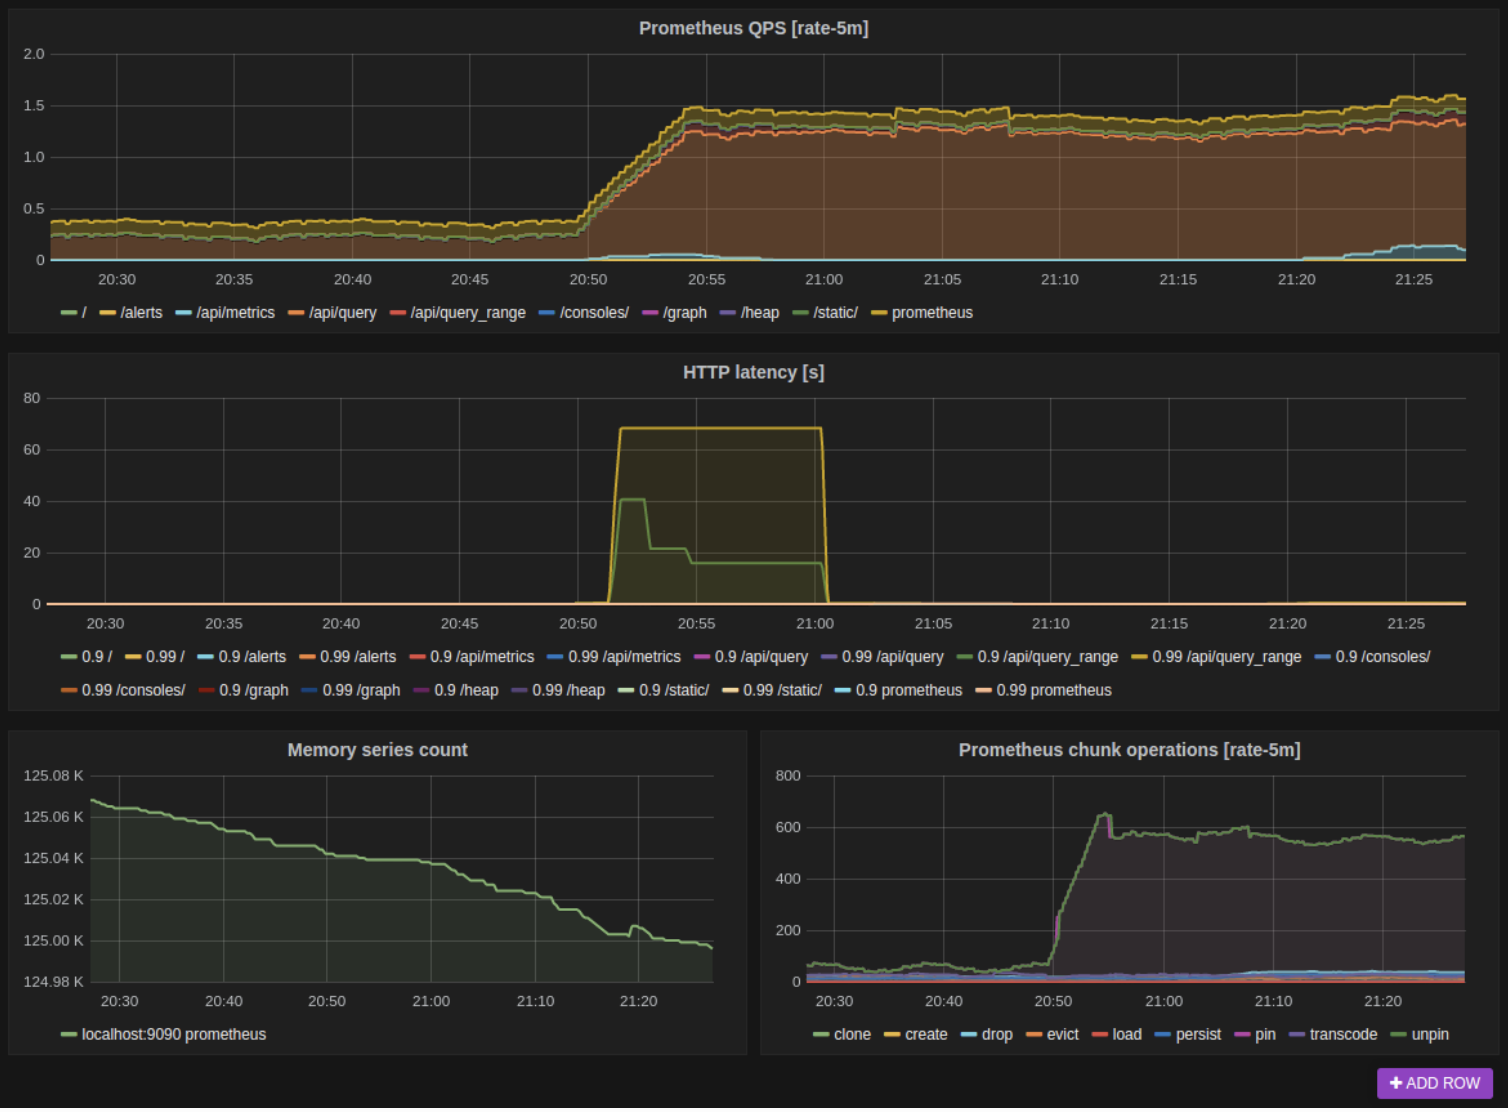 Prometheus QPS [rate-5m]
2.0
1.5
1.0
0.5
0
20:30 20:35 20:40 20:45 20:50 20:55 21:00 21:05 21:10 21:15 21:20 21:25
/ /alerts /api/metrics /api/query /api/query_range /consoles/ /graph /heap /static/ prometheus
HTTP latency [s]
80
60
40
20
0
20:30 20:35 20:40 20:45 20:50 20:55 21:00 21:05 21:10 21:15 21:20 21:25
0.9 / 0.99 / 0.9 /alerts 0.99 /alerts 0.9 /api/metrics 0.99 /api/metrics 0.9 /api/query 0.99 /api/query 0.9 /api/query_range 0.99 /api/query_range 0.9 /consoles/
0.99 /consoles/ 0.9 /graph 0.99 /graph 0.9 /heap 0.99 /heap 0.9 /static/ 0.99 /static/ 0.9 prometheus 0.99 prometheus
Memory series count
125.08 K
125.06 K
125.04 K
125.02 K
125.00 K
124.98 K
20:30 20:40 20:50 21:00 21:10 21:20
localhost:9090 prometheus
Prometheus chunk operations [rate-5m]
800
600
400
200
0
20:30 20:40 20:50 21:00 21:10 21:20
clone create drop evict load persist pin transcode unpin
+ ADD ROW